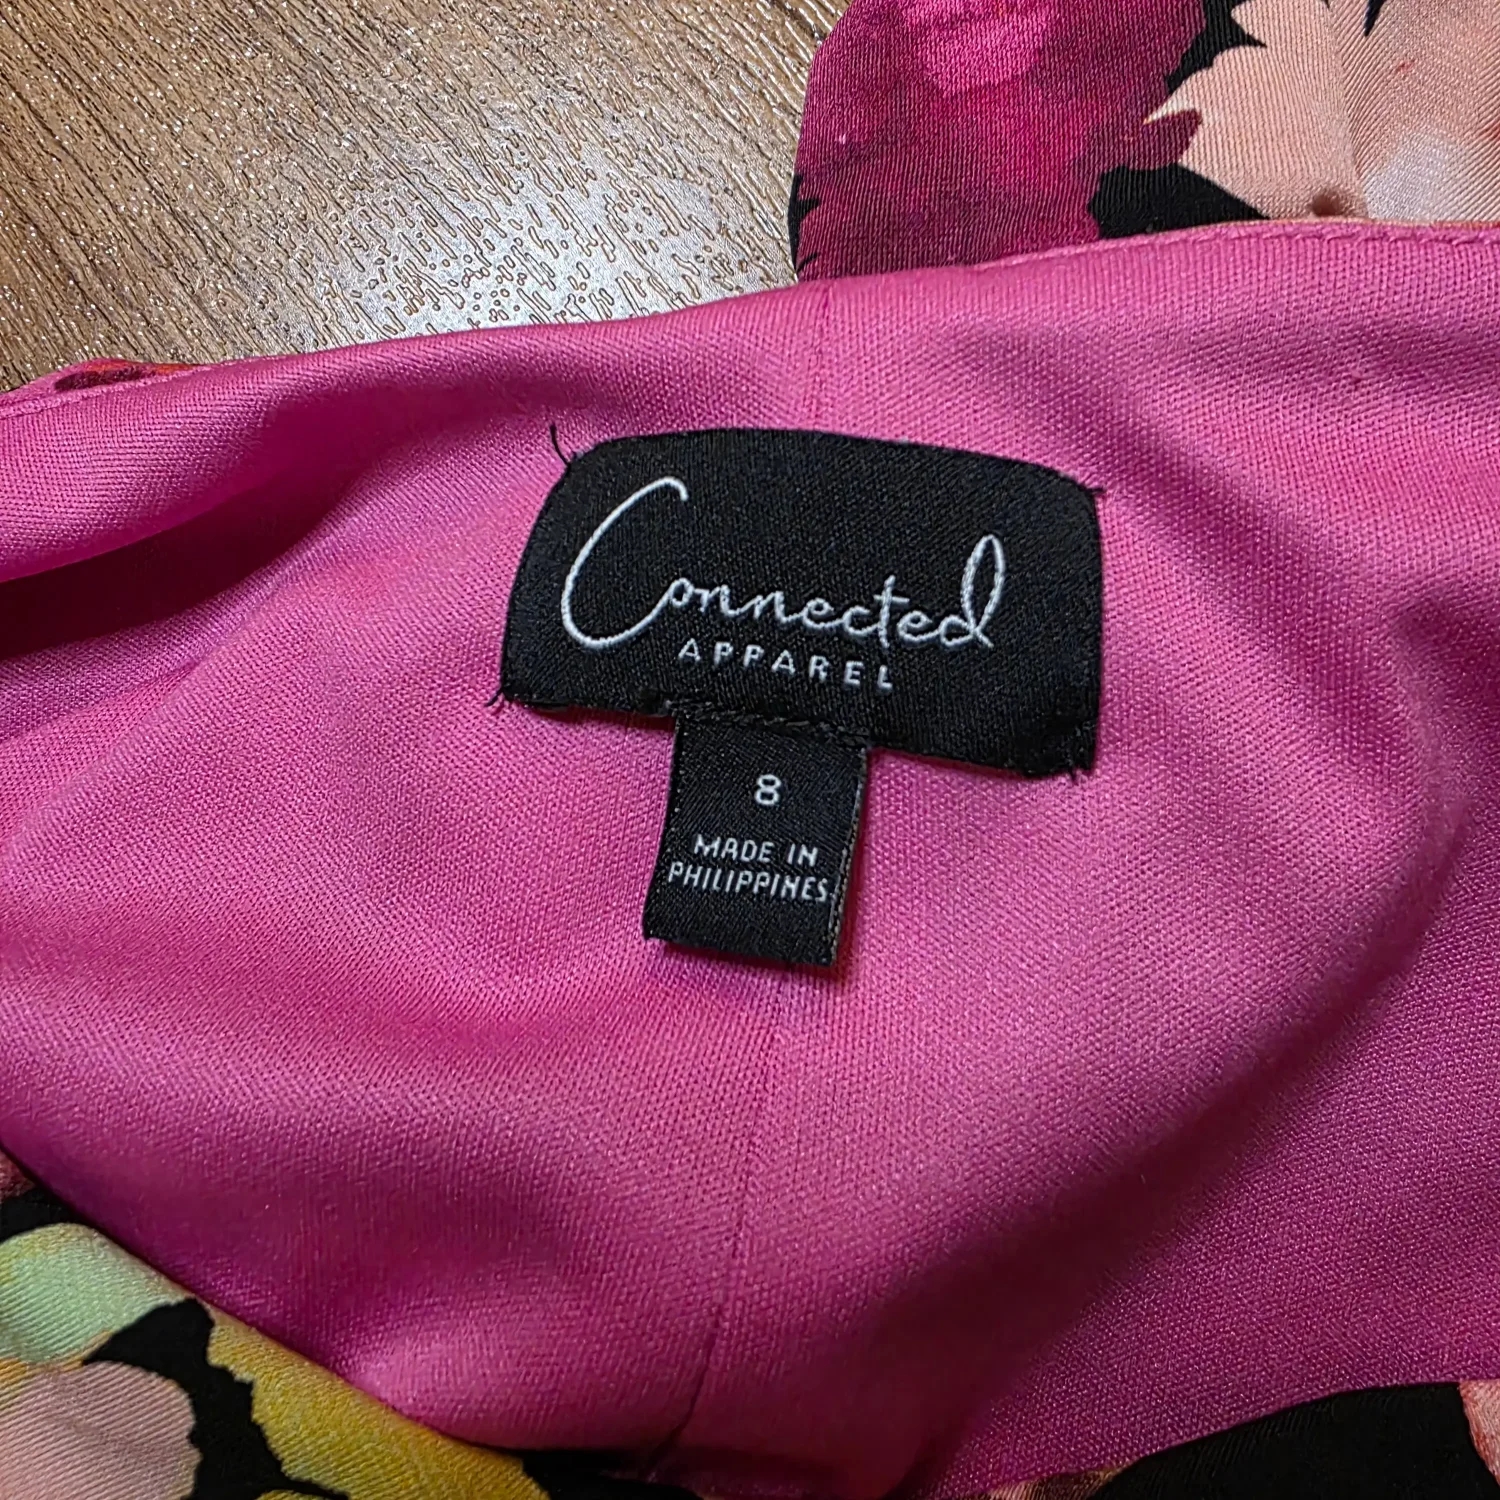 Connected
APPAREL
8
MADE IN
PHILIPPINES